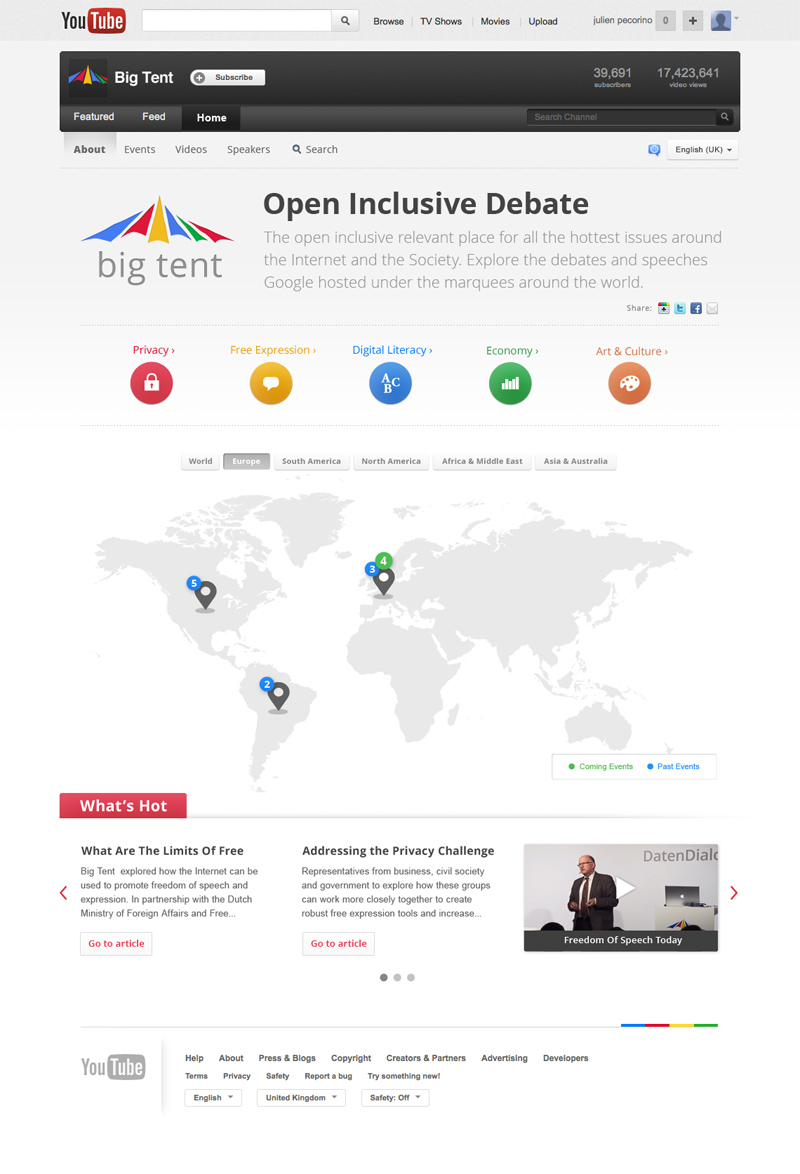 YouTube
Browse
TV Shows
Movies
Upload
julien pecorino
0
Big Tent
Subscribe
39,691
subscribers
17,423,641
video views
Featured
Feed
Home
Search Channel
About
Events
Videos
Speakers
Search
English (UK)
big tent
Open Inclusive Debate
The open inclusive relevant place for all the hottest issues around
the Internet and the Society. Explore the debates and speeches
Google hosted under the marquees around the world.
Share:
Privacy ›
Free Expression ›
Digital Literacy ›
Economy ›
Art & Culture ›
ABC
World
Europe
South America
North America
Africa & Middle East
Asia & Australia
4
3
5
2
Coming Events
Past Events
What's Hot
What Are The Limits Of Free
Big Tent explored how the Internet can be
used to promote freedom of speech and
expression. In partnership with the Dutch
Ministry of Foreign Affairs and Free...
Go to article
Addressing the Privacy Challenge
Representatives from business, civil society
and government to explore how these groups
can work more closely together to create
robust free expression tools and increase...
Go to article
DatenDialo
Freedom Of Speech Today
YouTube
Help
About
Press & Blogs
Copyright
Creators & Partners
Advertising
Developers
Terms
Privacy
Safety
Report a bug
Try something new!
English
United Kingdom
Safety: Off